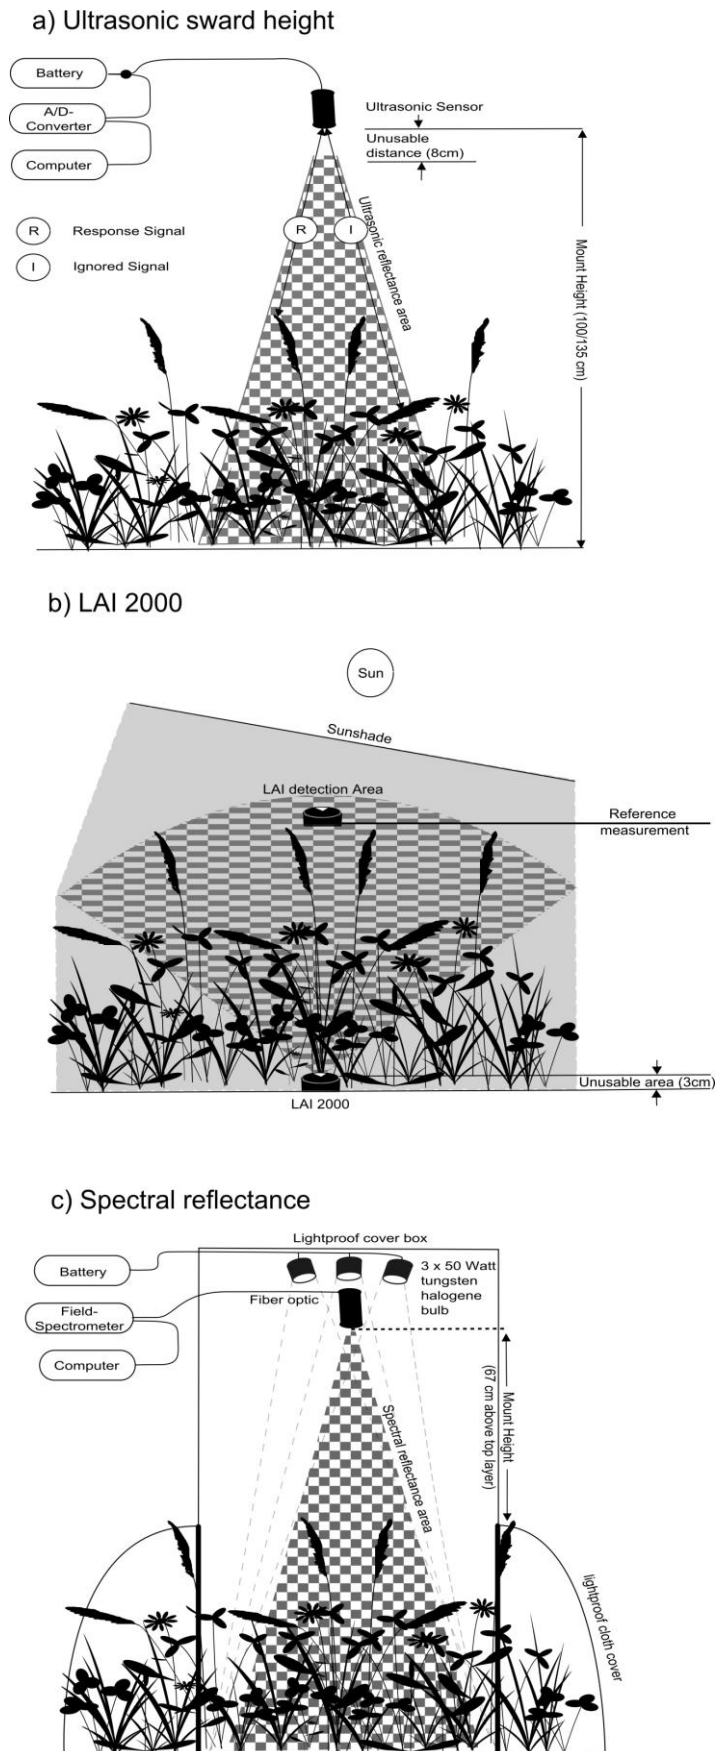 a) Ultrasonic sward height
Battery
A/D-
Converter
Computer
Ultrasonic Sensor
Unusable
distance (8cm)
R
Response Signal
I
Ignored Signal
R
I
Ultrasonic reflectance area
Mount Height (100/135 cm)
b) LAI 2000
Sun
Sunshade
LAI detection Area
Reference
measurement
Unusable area (3cm)
LAI 2000
c) Spectral reflectance
Lightproof cover box
Battery
3 x 50 Watt
tungsten
halogene
bulb
Fiber optic
Field-
Spectrometer
Computer
Spectral reflectance area
Mount Height
(67 cm above top layer)
lightproof cloth cover